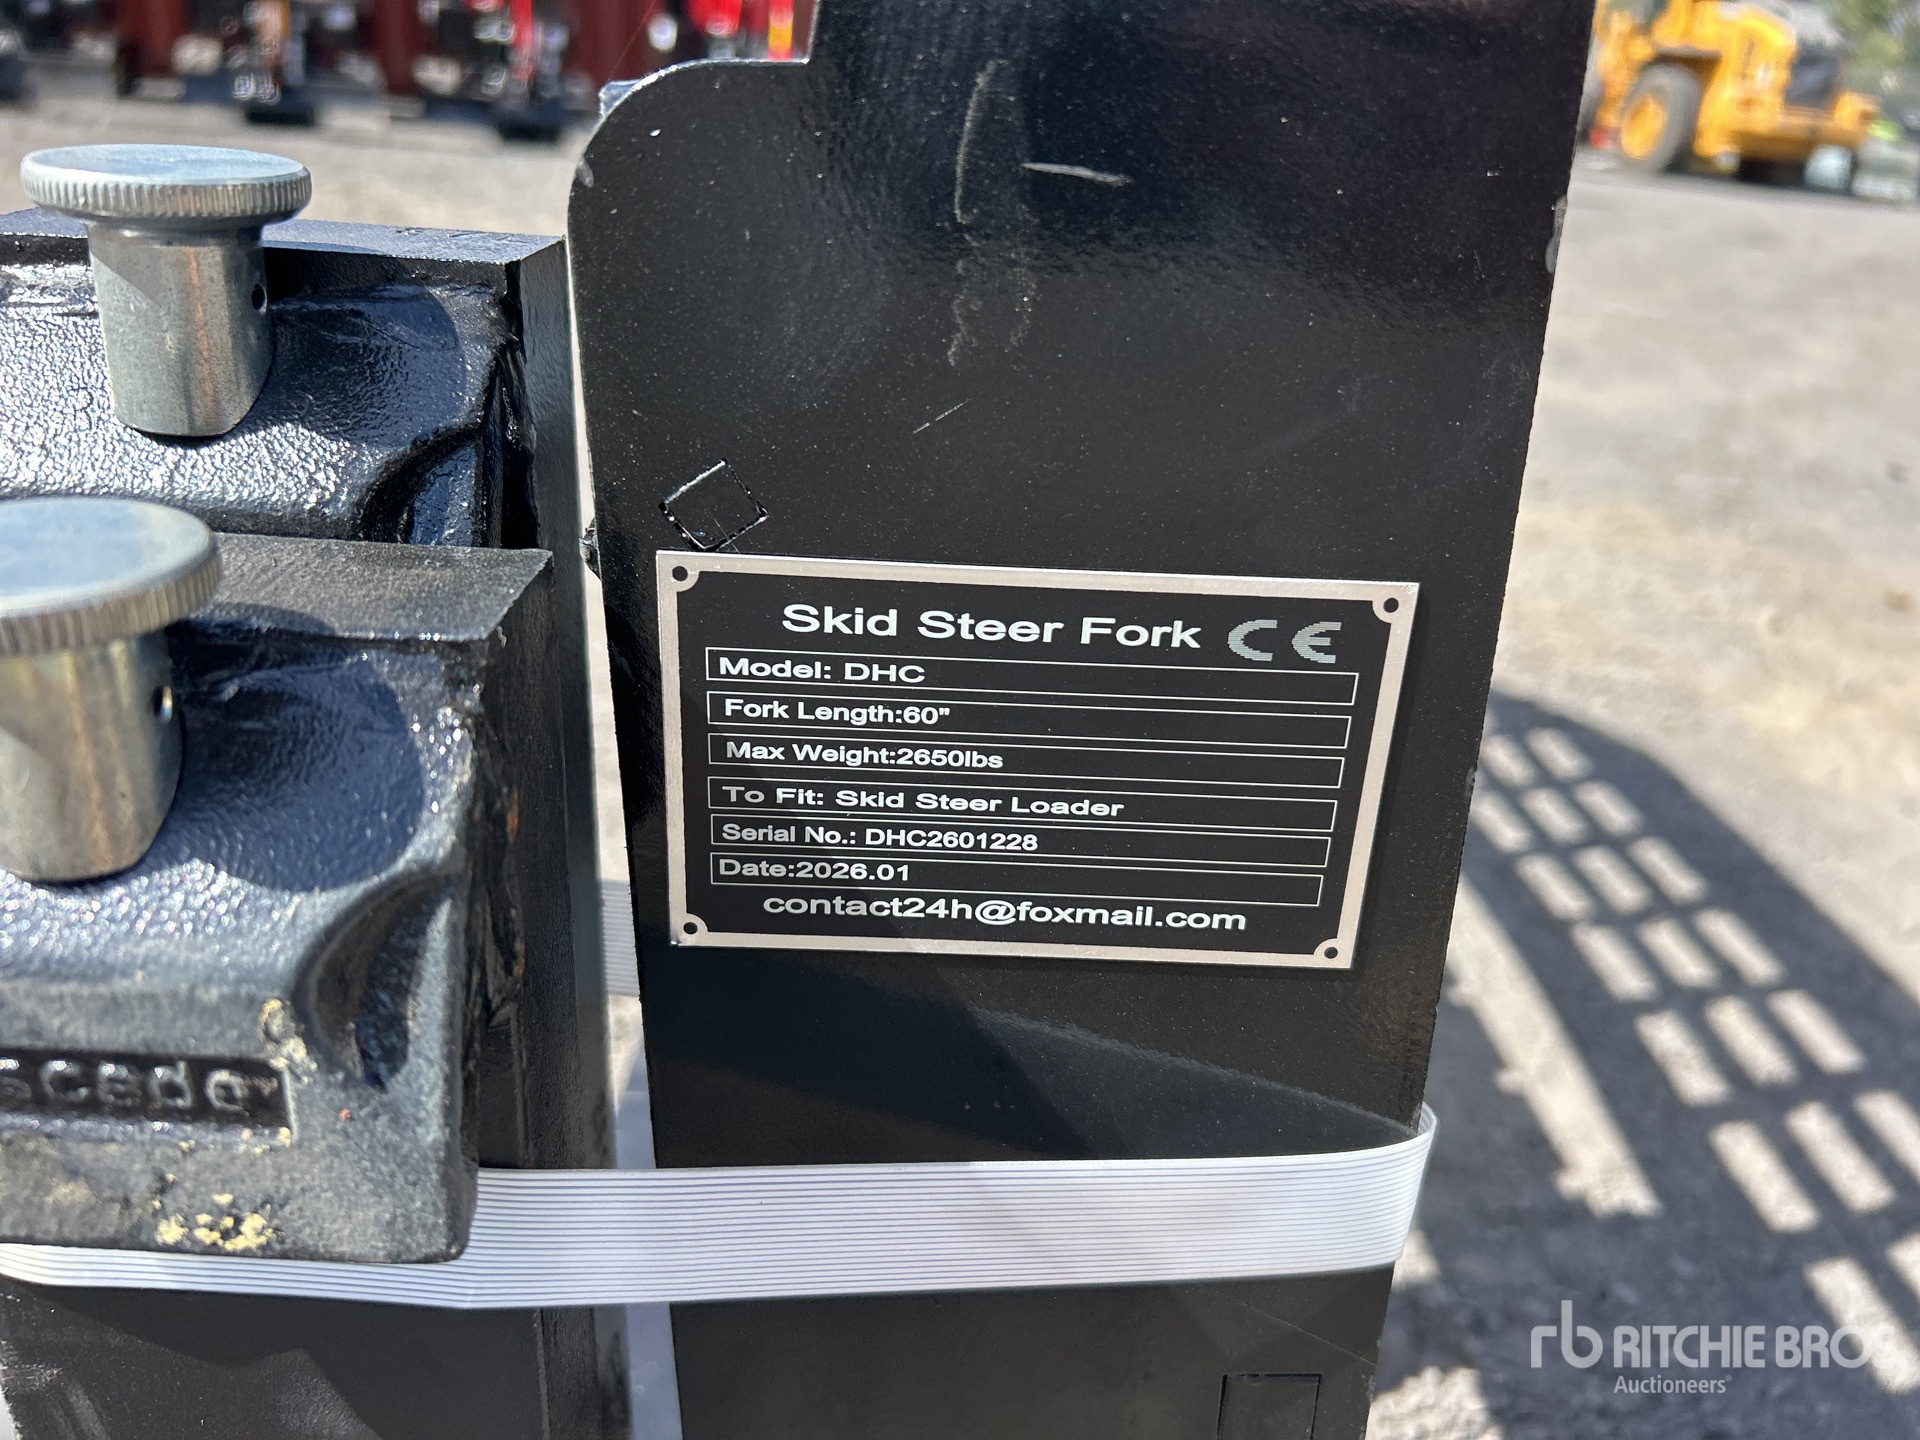 Skid Steer Fork CE
Model: DHC
Fork Length:60"
Max Weight:2650lbs
To Fit: Skid Steer Loader
Serial No.: DHC2601228
Date:2026.01
contact24h@foxmail.com
rb RITCHIE BROS.
Auctioneers